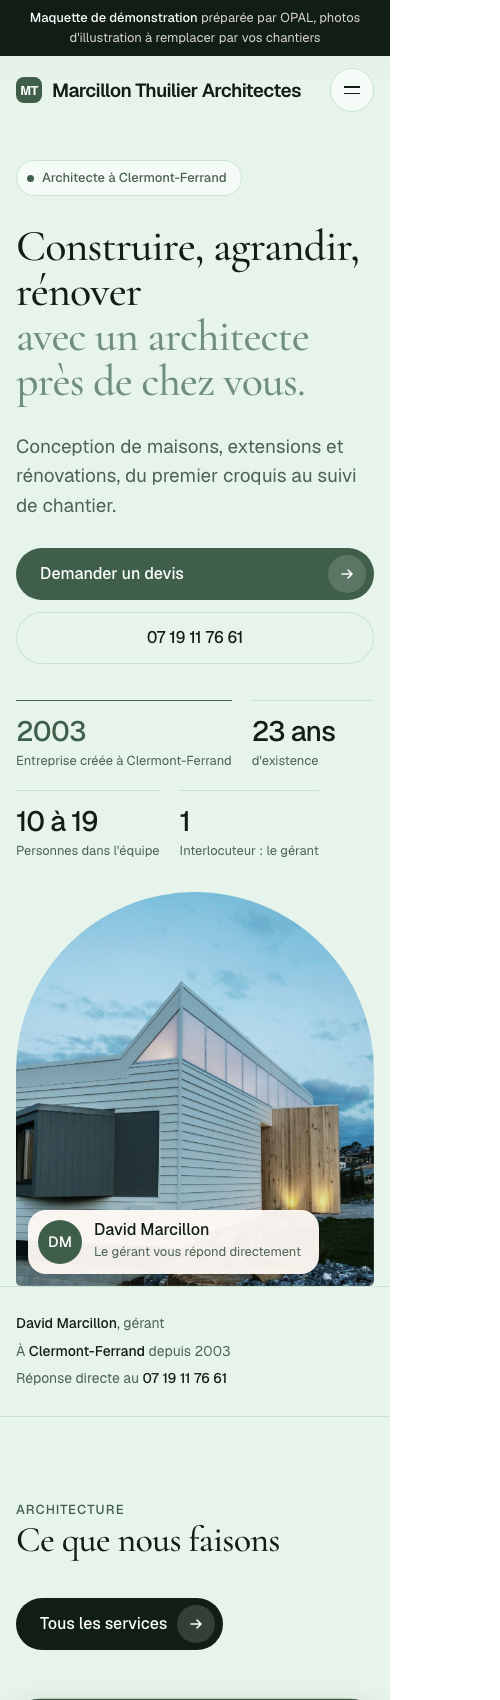 Maquette de démonstration préparée par OPAL, photos
d'illustration à remplacer par vos chantiers
MT Marcillon Thuilier Architectes
Architecte à Clermont-Ferrand
Construire, agrandir,
rénover
avec un architecte
près de chez vous.
Conception de maisons, extensions et
rénovations, du premier croquis au suivi
de chantier.
Demander un devis
07 19 11 76 61
2003
Entreprise créée à Clermont-Ferrand
23 ans
d'existence
10 à 19
Personnes dans l'équipe
1
Interlocuteur : le gérant
DM
David Marcillon
Le gérant vous répond directement
David Marcillon, gérant
À Clermont-Ferrand depuis 2003
Réponse directe au 07 19 11 76 61
ARCHITECTURE
Ce que nous faisons
Tous les services